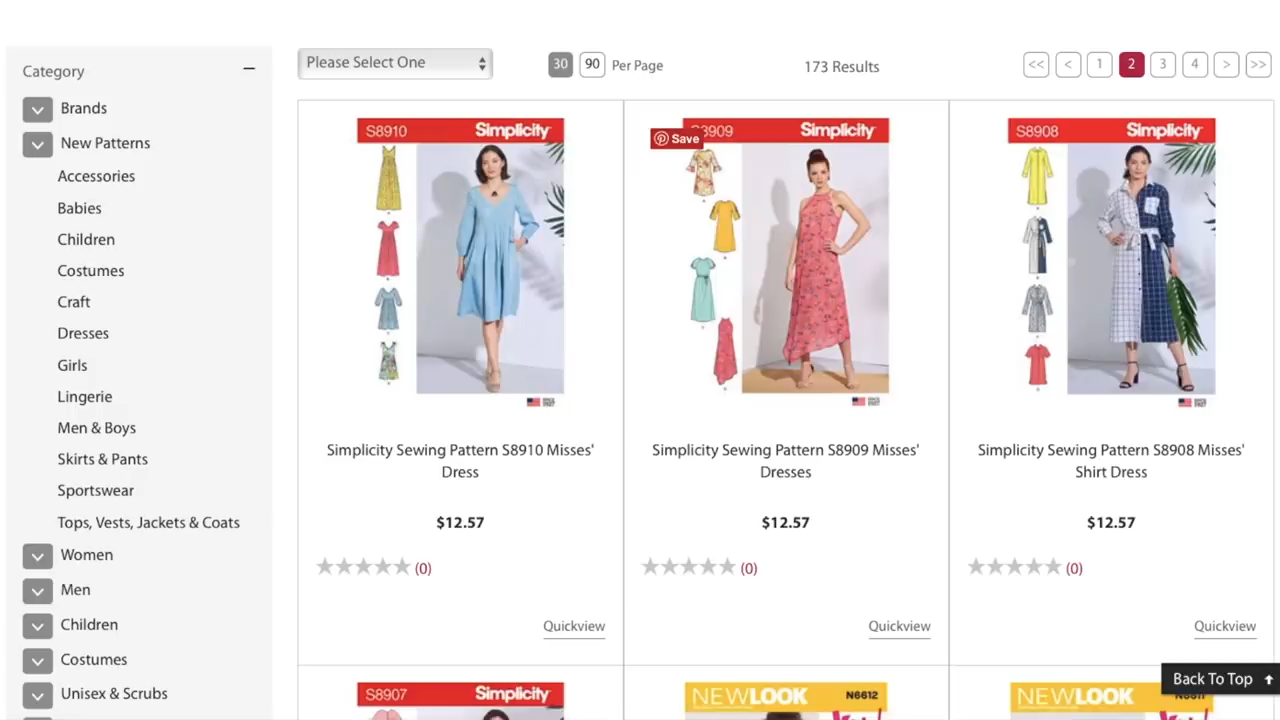 Category
Brands
New Patterns
Accessories
Babies
Children
Costumes
Craft
Dresses
Girls
Lingerie
Men & Boys
Skirts & Pants
Sportswear
Tops, Vests, Jackets & Coats
Women
Men
Children
Costumes
Unisex & Scrubs
Please Select One
30 90 Per Page
173 Results
<< < 1 2 3 4 > >>
S8910 Simplicity
Simplicity Sewing Pattern S8910 Misses'
Dress
$12.57
(0)
Quickview
Save
8909 Simplicity
Simplicity Sewing Pattern S8909 Misses'
Dresses
$12.57
(0)
Quickview
S8908 Simplicity
Simplicity Sewing Pattern S8908 Misses'
Shirt Dress
$12.57
(0)
Quickview
S8907 Simplicity
NEWLOOK N6612
NEWLOOK
Back To Top